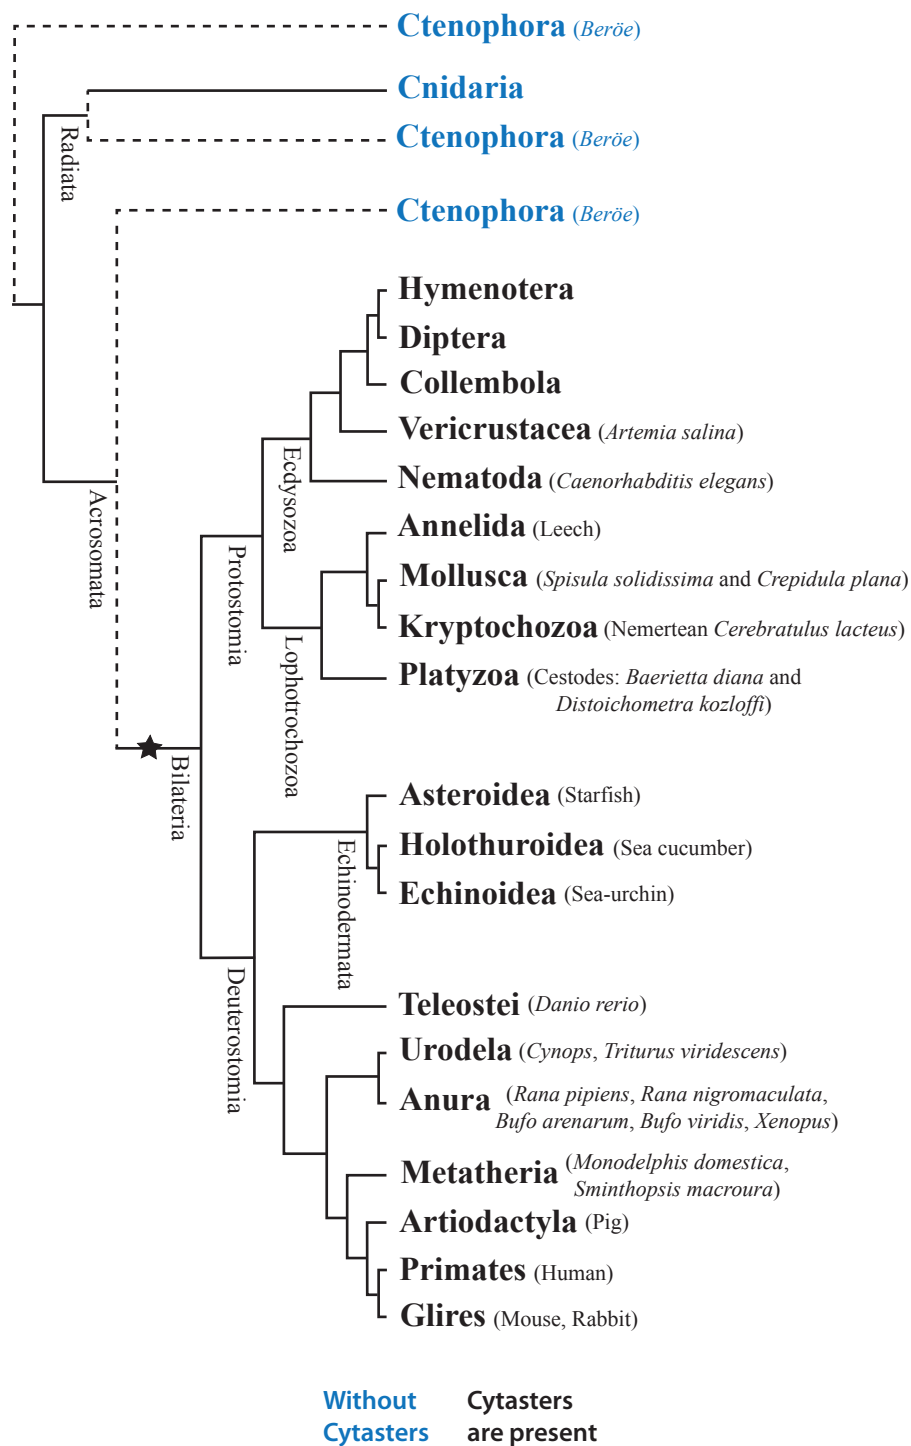 Ctenophora (Beröe)
Cnidaria
Radiata
Ctenophora (Beröe)
Ctenophora (Beröe)
Hymenotera
Diptera
Collembola
Vericrustacea (Artemia salina)
Ecdysozoa
Nematoda (Caenorhabditis elegans)
Acrosomata
Annelida (Leech)
Protostomia
Mollusca (Spisula solidissima and Crepidula plana)
Kryptochozoa (Nemertean Cerebratulus lacteus)
Lophotrochozoa
Platyzoa (Cestodes: Baerietta diana and
Distoichometra kozloffi)
Bilateria
Asteroidea (Starfish)
Holothuroidea (Sea cucumber)
Echinodermata
Echinoidea (Sea-urchin)
Deuterostomia
Teleostei (Danio rerio)
Urodela (Cynops, Triturus viridescens)
Anura (Rana pipiens, Rana nigromaculata,
Bufo arenarum, Bufo viridis, Xenopus)
Metatheria (Monodelphis domestica,
Sminthopsis macroura)
Artiodactyla (Pig)
Primates (Human)
Glires (Mouse, Rabbit)
Without
Cytasters
Cytasters
are present